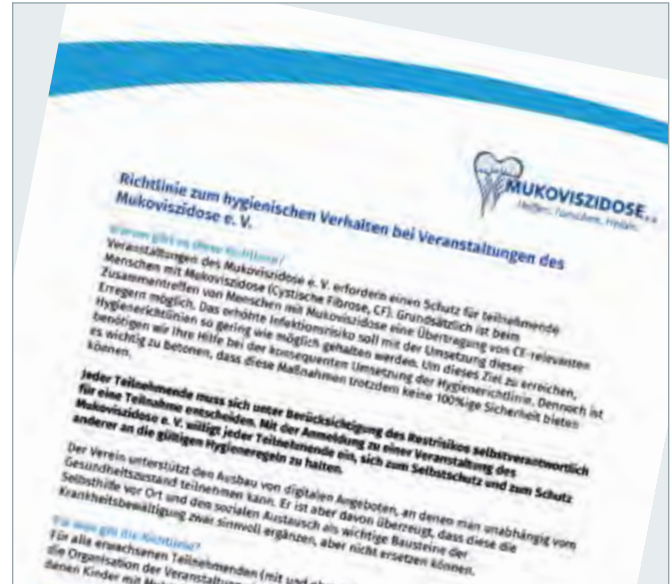 MUKOVISZIDOSE e.V.
Helfen. Forschen. Heilen.
Richtlinie zum hygienischen Verhalten bei Veranstaltungen des
Mukoviszidose e. V.
Warum gibt es diese Richtlinie?
Veranstaltungen des Mukoviszidose e. V. erfordern einen Schutz für teilnehmende
Menschen mit Mukoviszidose (Cystische Fibrose, CF). Grundsätzlich ist beim
Zusammentreffen von Menschen mit Mukoviszidose eine Übertragung von CF-relevanten
Erregern möglich. Das erhöhte Infektionsrisiko soll mit der Umsetzung dieser
Hygienerichtlinien so gering wie möglich gehalten werden. Um dieses Ziel zu erreichen,
benötigen wir Ihre Hilfe bei der konsequenten Umsetzung der Hygienerichtlinie. Dennoch ist
es wichtig zu betonen, dass diese Maßnahmen trotzdem keine 100%ige Sicherheit bieten
können.
Jeder Teilnehmende muss sich unter Berücksichtigung des Restrisikos selbstverantwortlich
für eine Teilnahme entscheiden. Mit der Anmeldung zu einer Veranstaltung des
Mukoviszidose e. V. willigt jeder Teilnehmende ein, sich zum Selbstschutz und zum Schutz
anderer an die gültigen Hygieneregeln zu halten.
Der Verein unterstützt den Ausbau von digitalen Angeboten, an denen man unabhängig vom
Gesundheitszustand teilnehmen kann. Er ist aber davon überzeugt, dass diese die
Selbsthilfe vor Ort und den sozialen Austausch als wichtige Bausteine der
Krankheitsbewältigung zwar sinnvoll ergänzen, aber nicht ersetzen können.
Für wen gilt die Richtlinie?
Für alle erwachsenen Teilnehmenden (mit und
die Organisation der Veranstaltung
denen Kinder mit